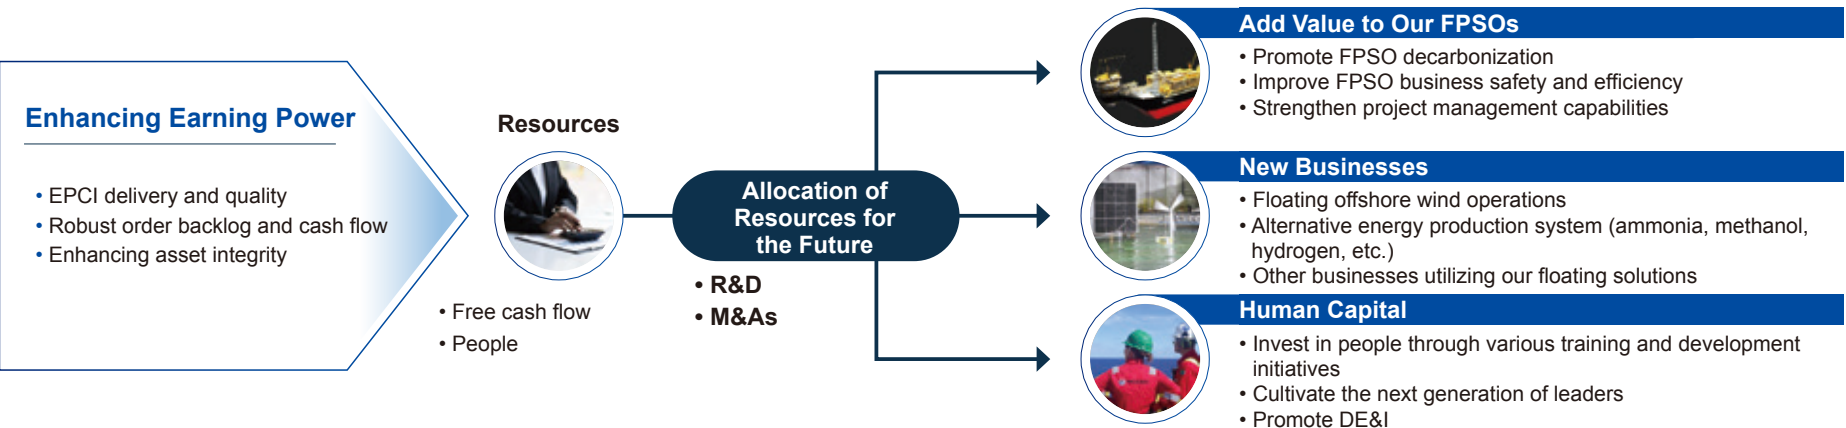 Enhancing Earning Power
• EPCI delivery and quality
• Robust order backlog and cash flow
• Enhancing asset integrity
Resources
• Free cash flow
• People
Allocation of
Resources for
the Future
• R&D
• M&As
Add Value to Our FPSOs
• Promote FPSO decarbonization
• Improve FPSO business safety and efficiency
• Strengthen project management capabilities
New Businesses
• Floating offshore wind operations
• Alternative energy production system (ammonia, methanol,
hydrogen, etc.)
• Other businesses utilizing our floating solutions
Human Capital
• Invest in people through various training and development
initiatives
• Cultivate the next generation of leaders
• Promote DE&I